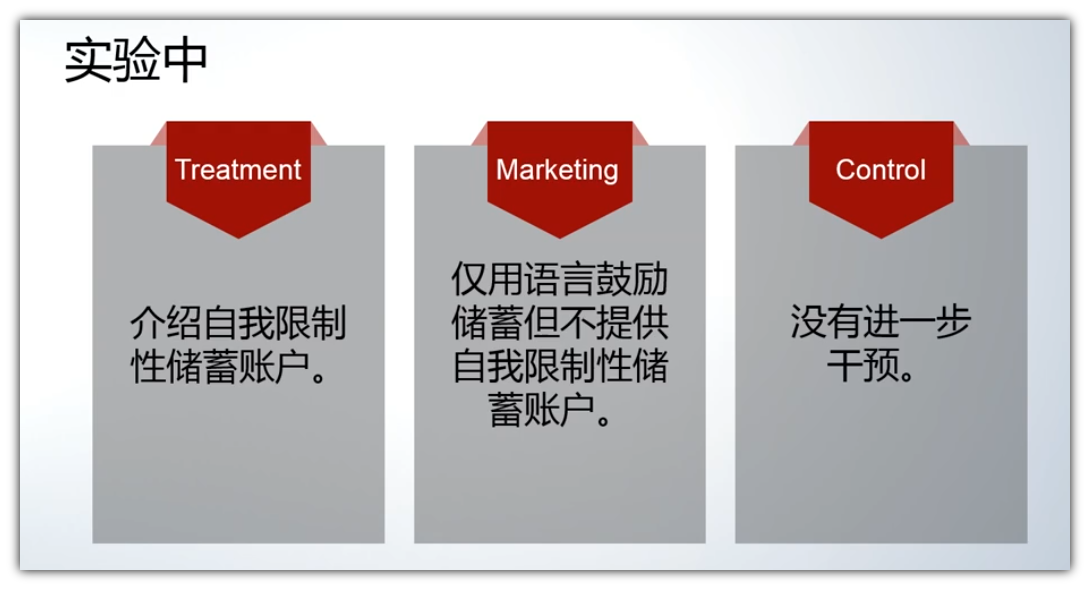 实验中
Treatment
介绍自我限制
性储蓄账户。
Marketing
仅用语言鼓励
储蓄但不提供
自我限制性储
蓄账户。
Control
没有进一步
干预。